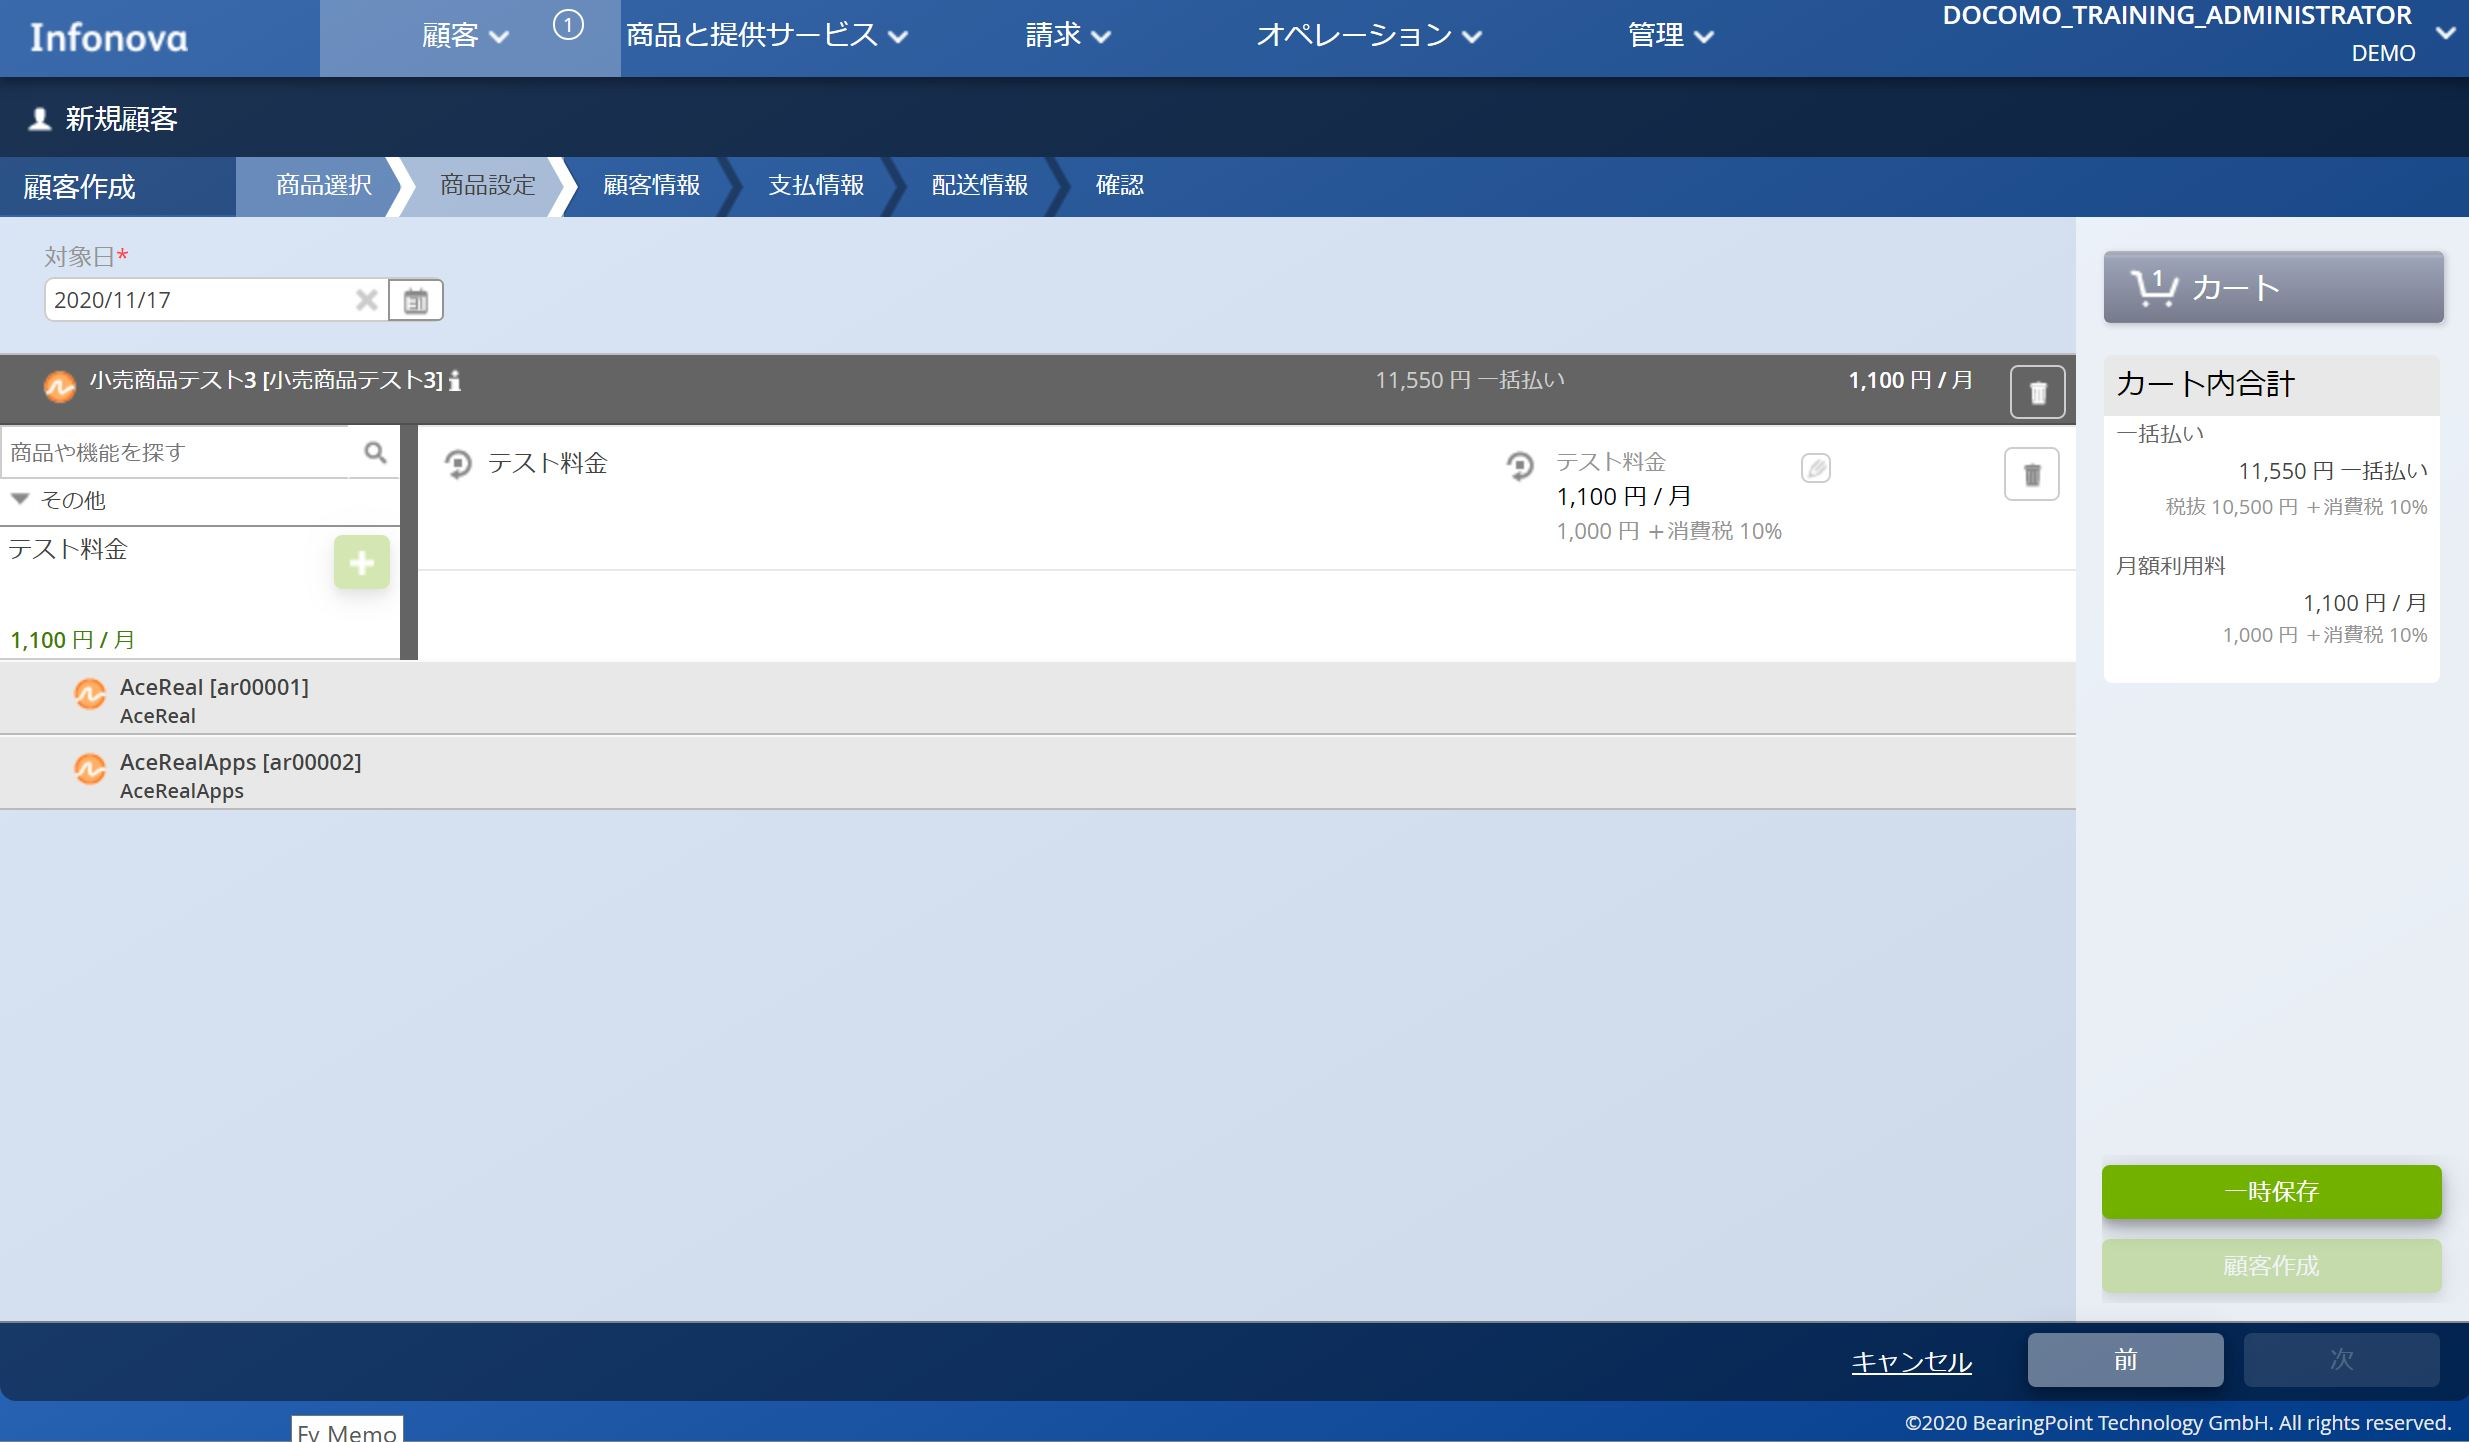 Infonova
顧客
1
商品と提供サービス
請求
オペレーション
管理
DOCOMO_TRAINING_ADMINISTRATOR
DEMO
新規顧客
顧客作成
商品選択
商品設定
顧客情報
支払情報
配送情報
確認
対象日*
2020/11/17
31
小売商品テスト3 [小売商品テスト3]
11,550 円 一括払い
1,100 円 / 月
商品や機能を探す
その他
テスト料金
1,100 円 / 月
テスト料金
テスト料金
1,100 円 / 月
1,000 円 +消費税 10%
AceReal [ar00001]
AceReal
AceRealApps [ar00002]
AceRealApps
1 カート
カート内合計
一括払い
11,550 円 一括払い
税抜 10,500 円 +消費税 10%
月額利用料
1,100 円 / 月
1,000 円 +消費税 10%
一時保存
顧客作成
キャンセル
前
次
©2020 BearingPoint Technology GmbH. All rights reserved.
Fy Memo